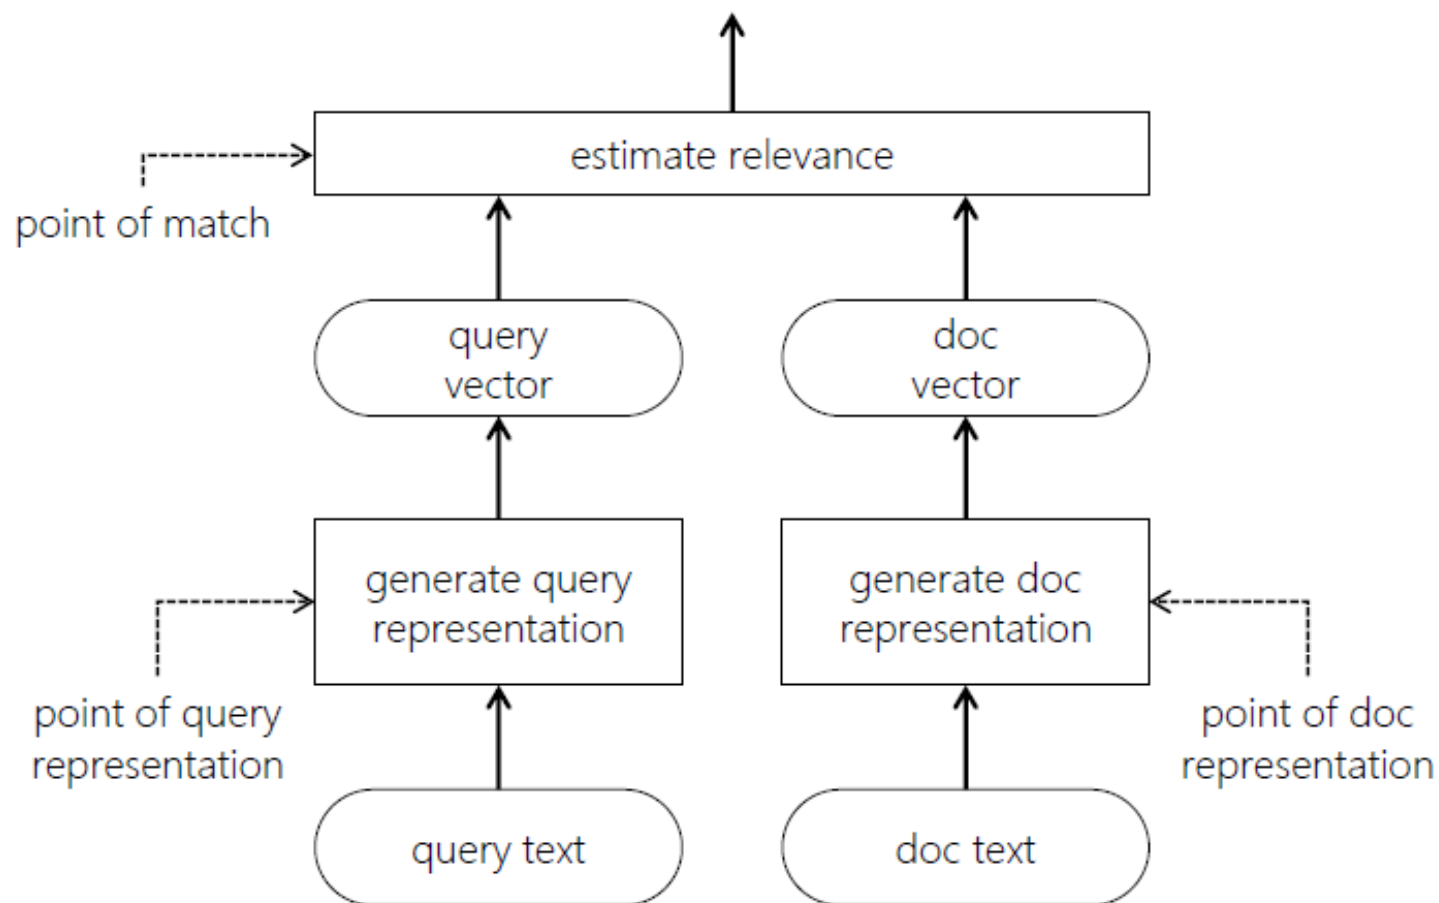 estimate relevance
point of match
query
vector
doc
vector
generate query
representation
generate doc
representation
point of query
representation
point of doc
representation
query text
doc text